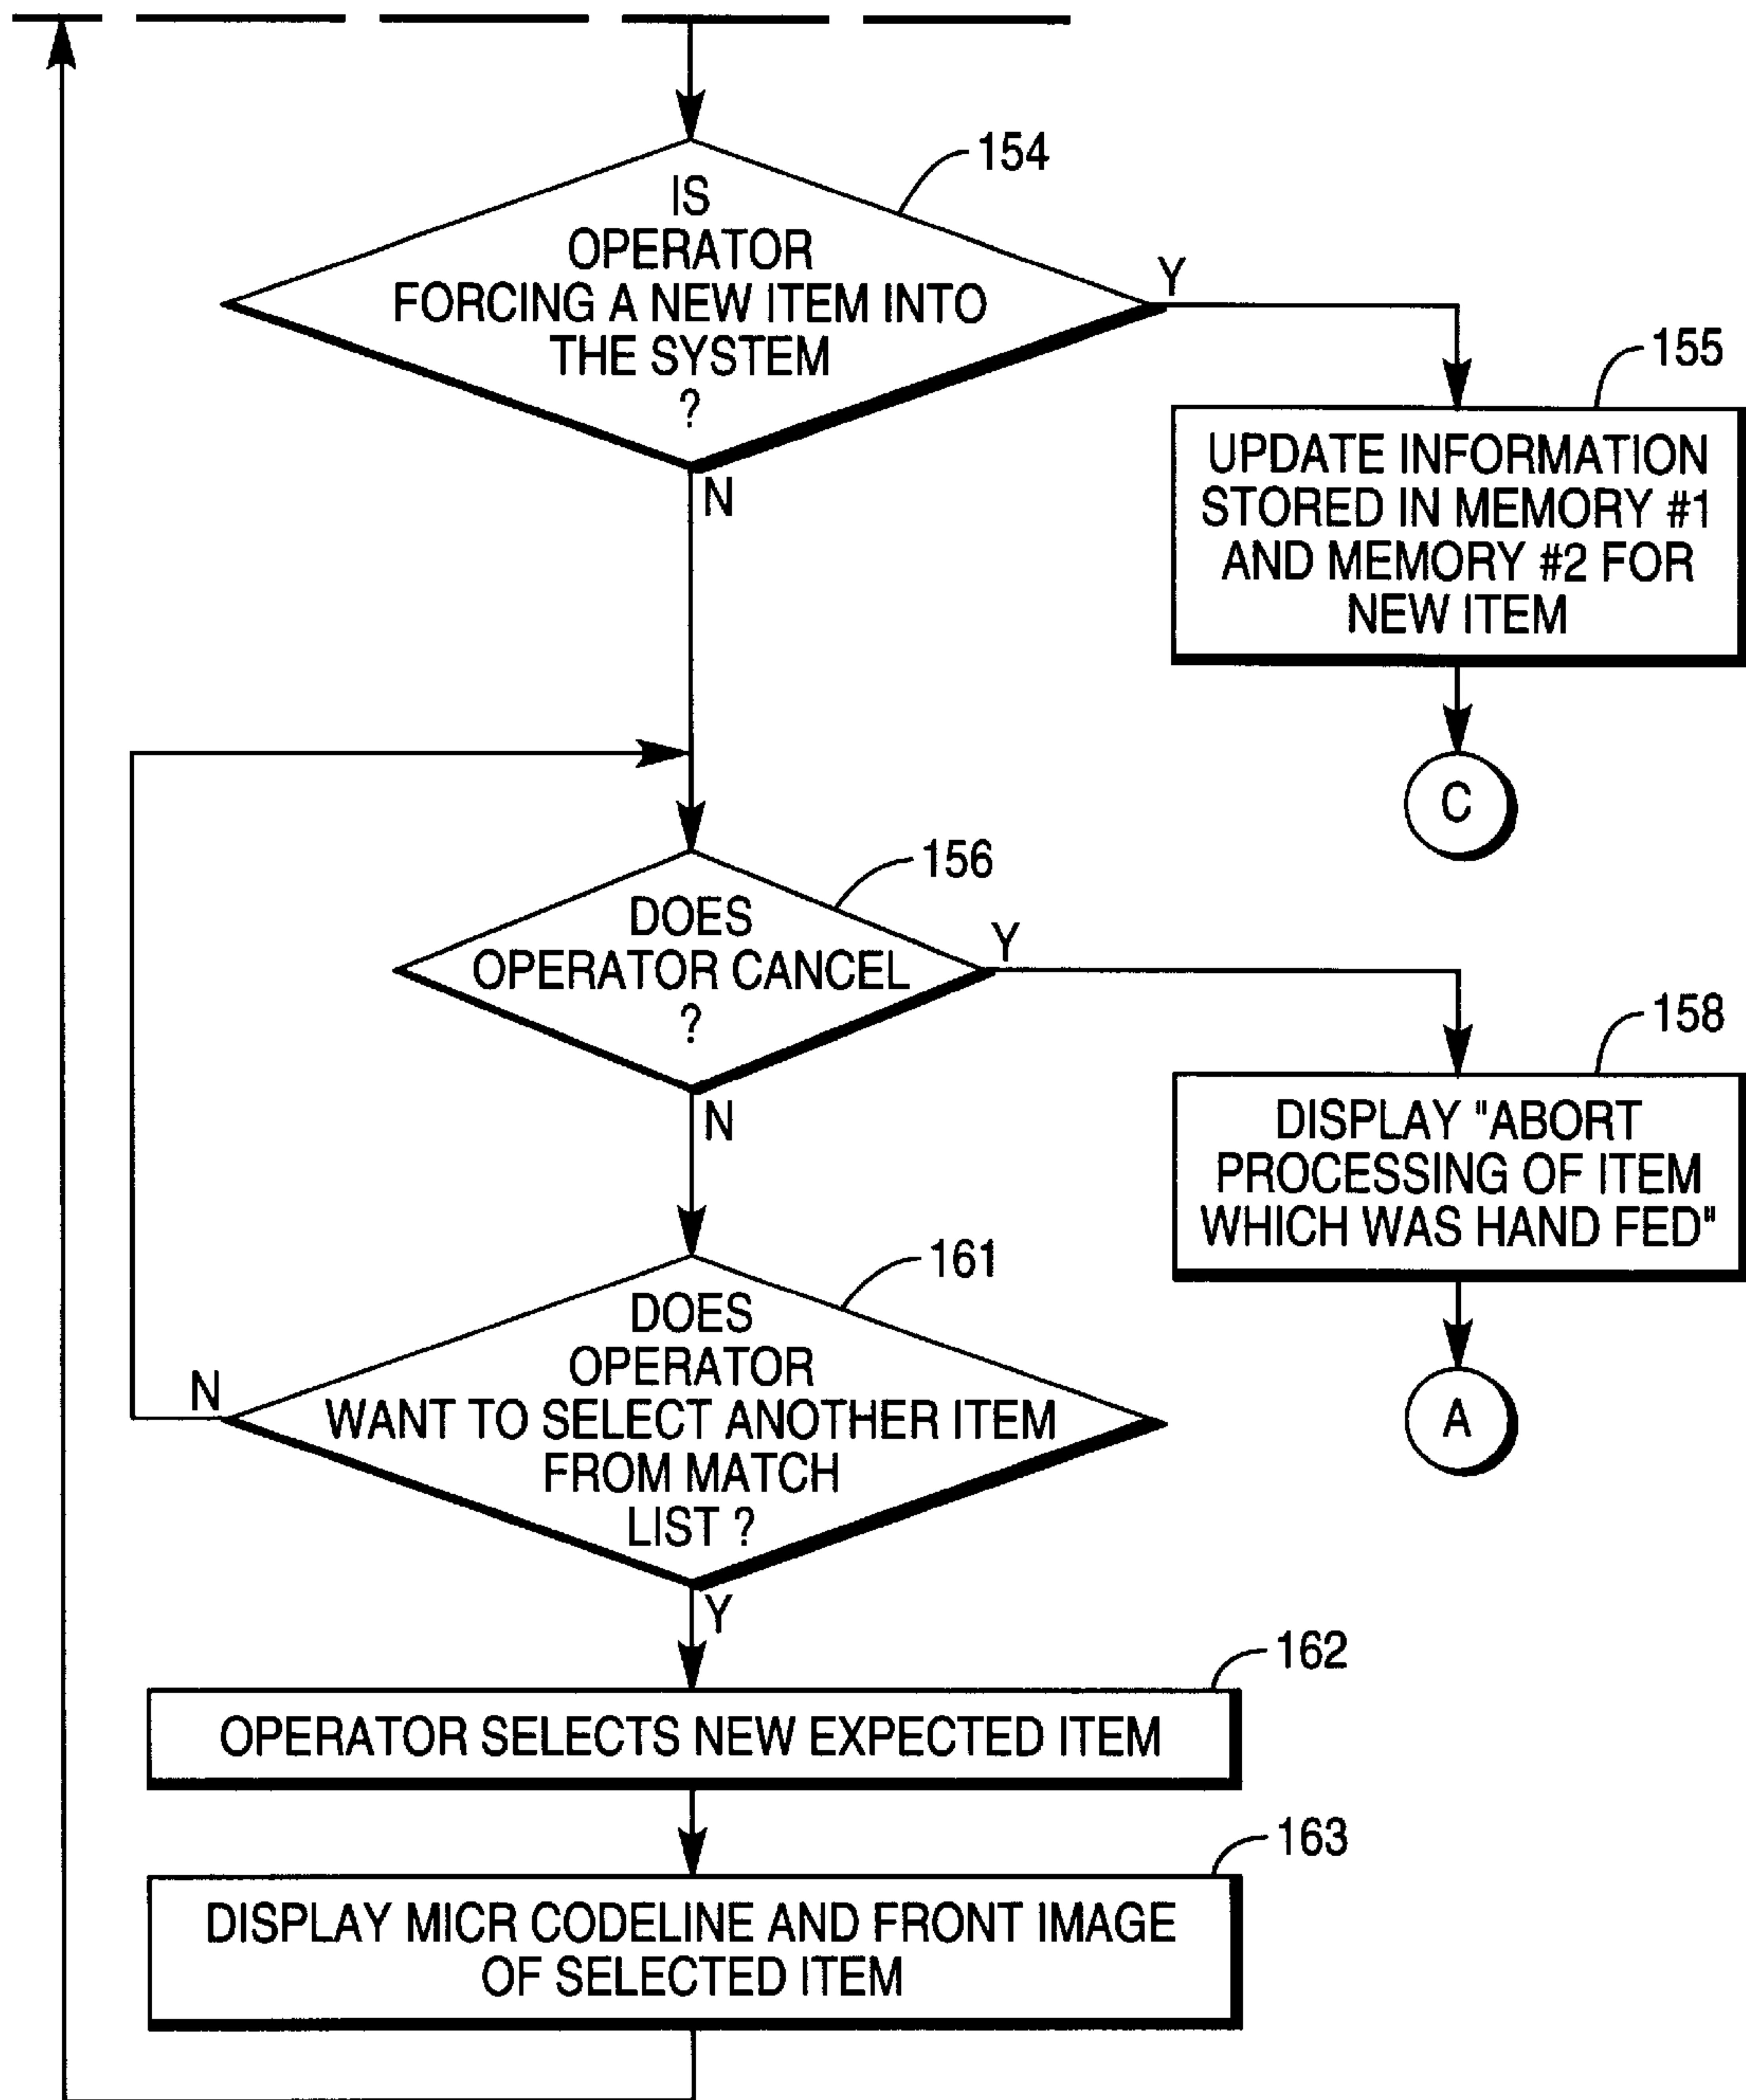 154
IS
OPERATOR
FORCING A NEW ITEM INTO
THE SYSTEM
?
Y
N
155
UPDATE INFORMATION
STORED IN MEMORY #1
AND MEMORY #2 FOR
NEW ITEM
C
156
DOES
OPERATOR CANCEL
?
Y
N
158
DISPLAY "ABORT
PROCESSING OF ITEM
WHICH WAS HAND FED"
A
161
DOES
OPERATOR
WANT TO SELECT ANOTHER ITEM
FROM MATCH
LIST ?
N
Y
162
OPERATOR SELECTS NEW EXPECTED ITEM
163
DISPLAY MICR CODELINE AND FRONT IMAGE
OF SELECTED ITEM